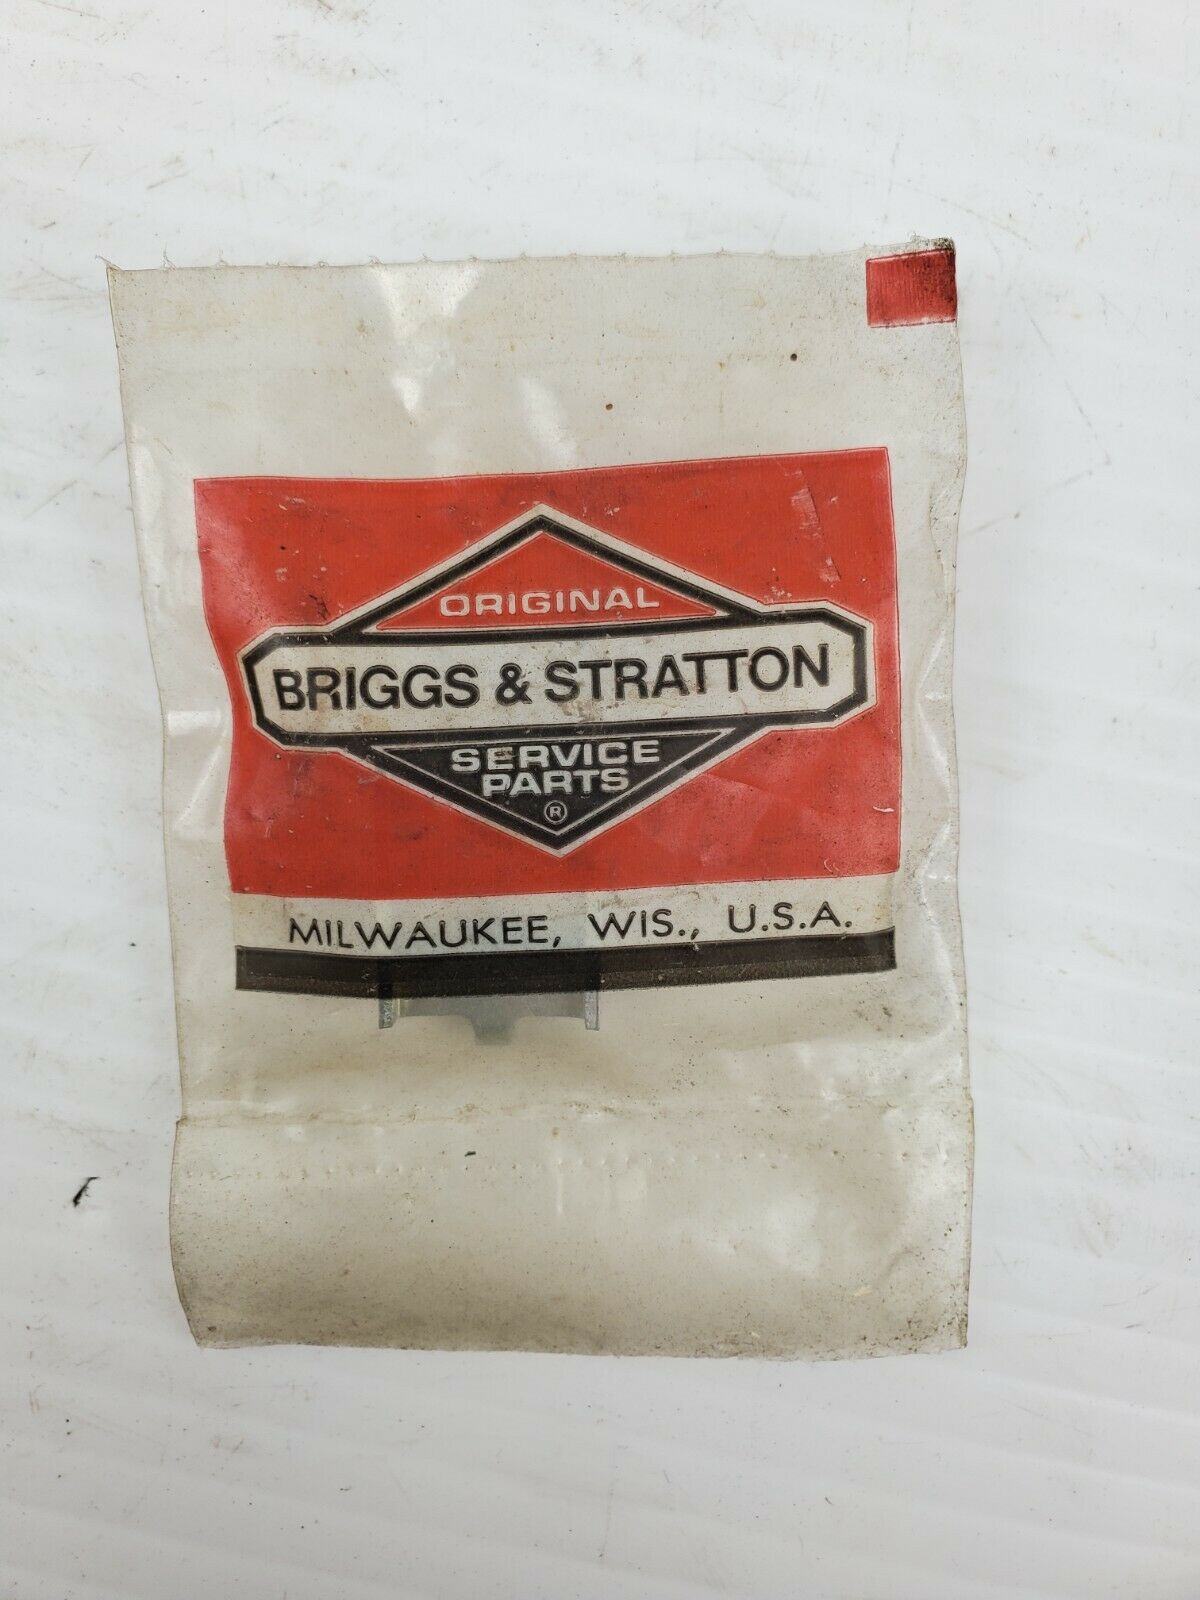 ORIGINAL
BRIGGS & STRATTON
SERVICE
PARTS
®
MILWAUKEE, WIS., U.S.A.